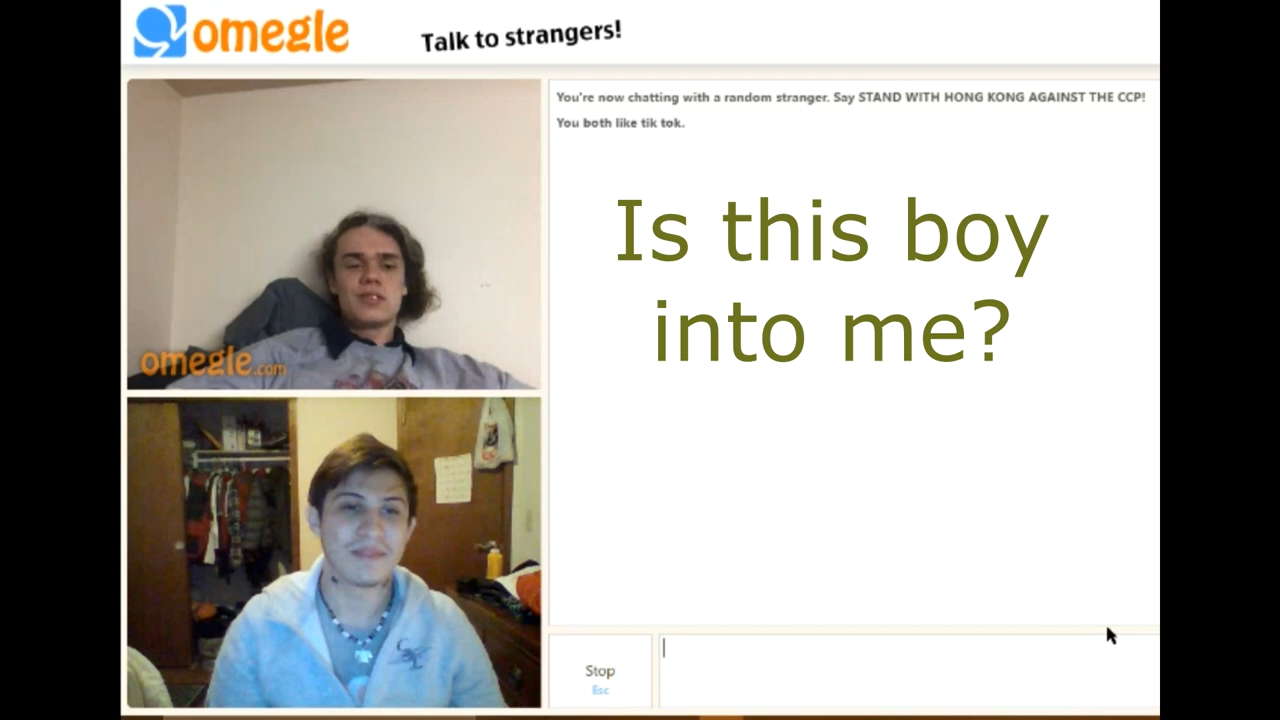 omegle
Talk to strangers!
You're now chatting with a random stranger. Say STAND WITH HONG KONG AGAINST THE CCP!
You both like tik tok.
Is this boy
into me?
omegle.com
Stop
Esc